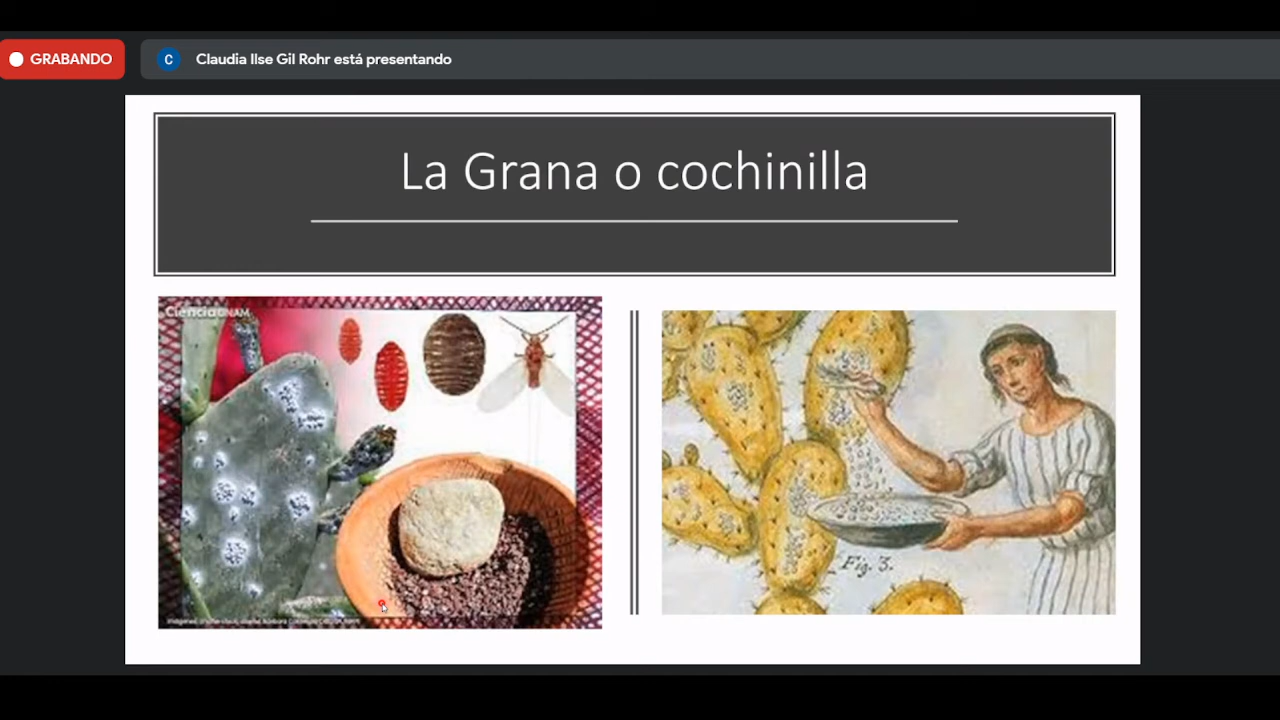 GRABANDO
C
Claudia Ilse Gil Rohr está presentando
La Grana o cochinilla
CienciaUNAM
Fig. 3.